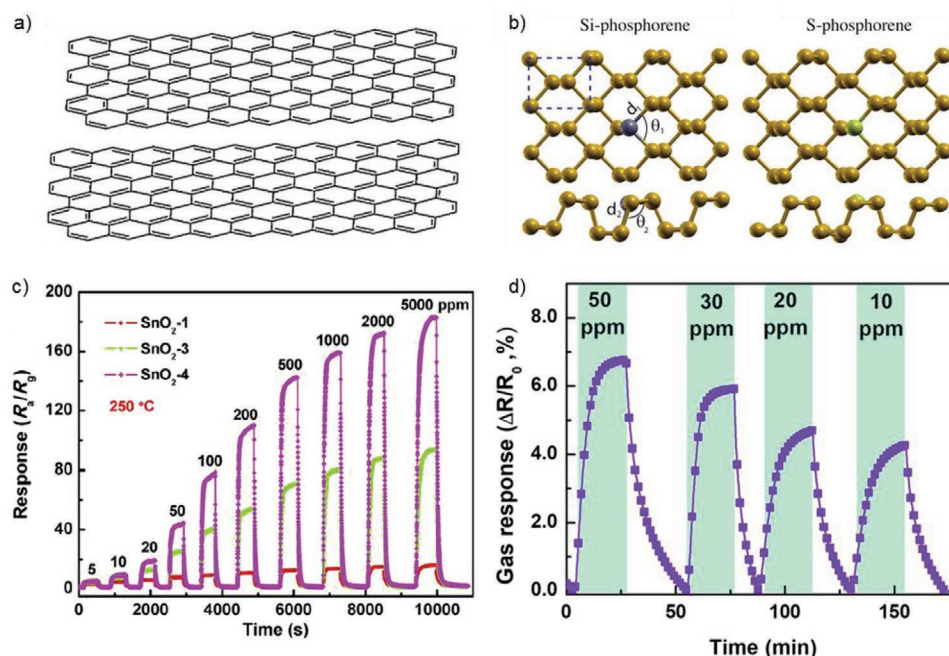 a)
b)
Si-phosphorene
S-phosphorene
d₁
θ₁
d₂
θ₂
c)
200
160
120
80
40
0
Response (Rₐ/R₉)
SnO₂-1
SnO₂-3
SnO₂-4
250 °C
5
10
20
50
100
200
500
1000
2000
5000 ppm
0
2000
4000
6000
8000
10000
Time (s)
d)
8.0
6.0
4.0
2.0
0.0
Gas response (ΔR/R₀ ,%)
50
ppm
30
ppm
20
ppm
10
ppm
0
50
100
150
Time (min)